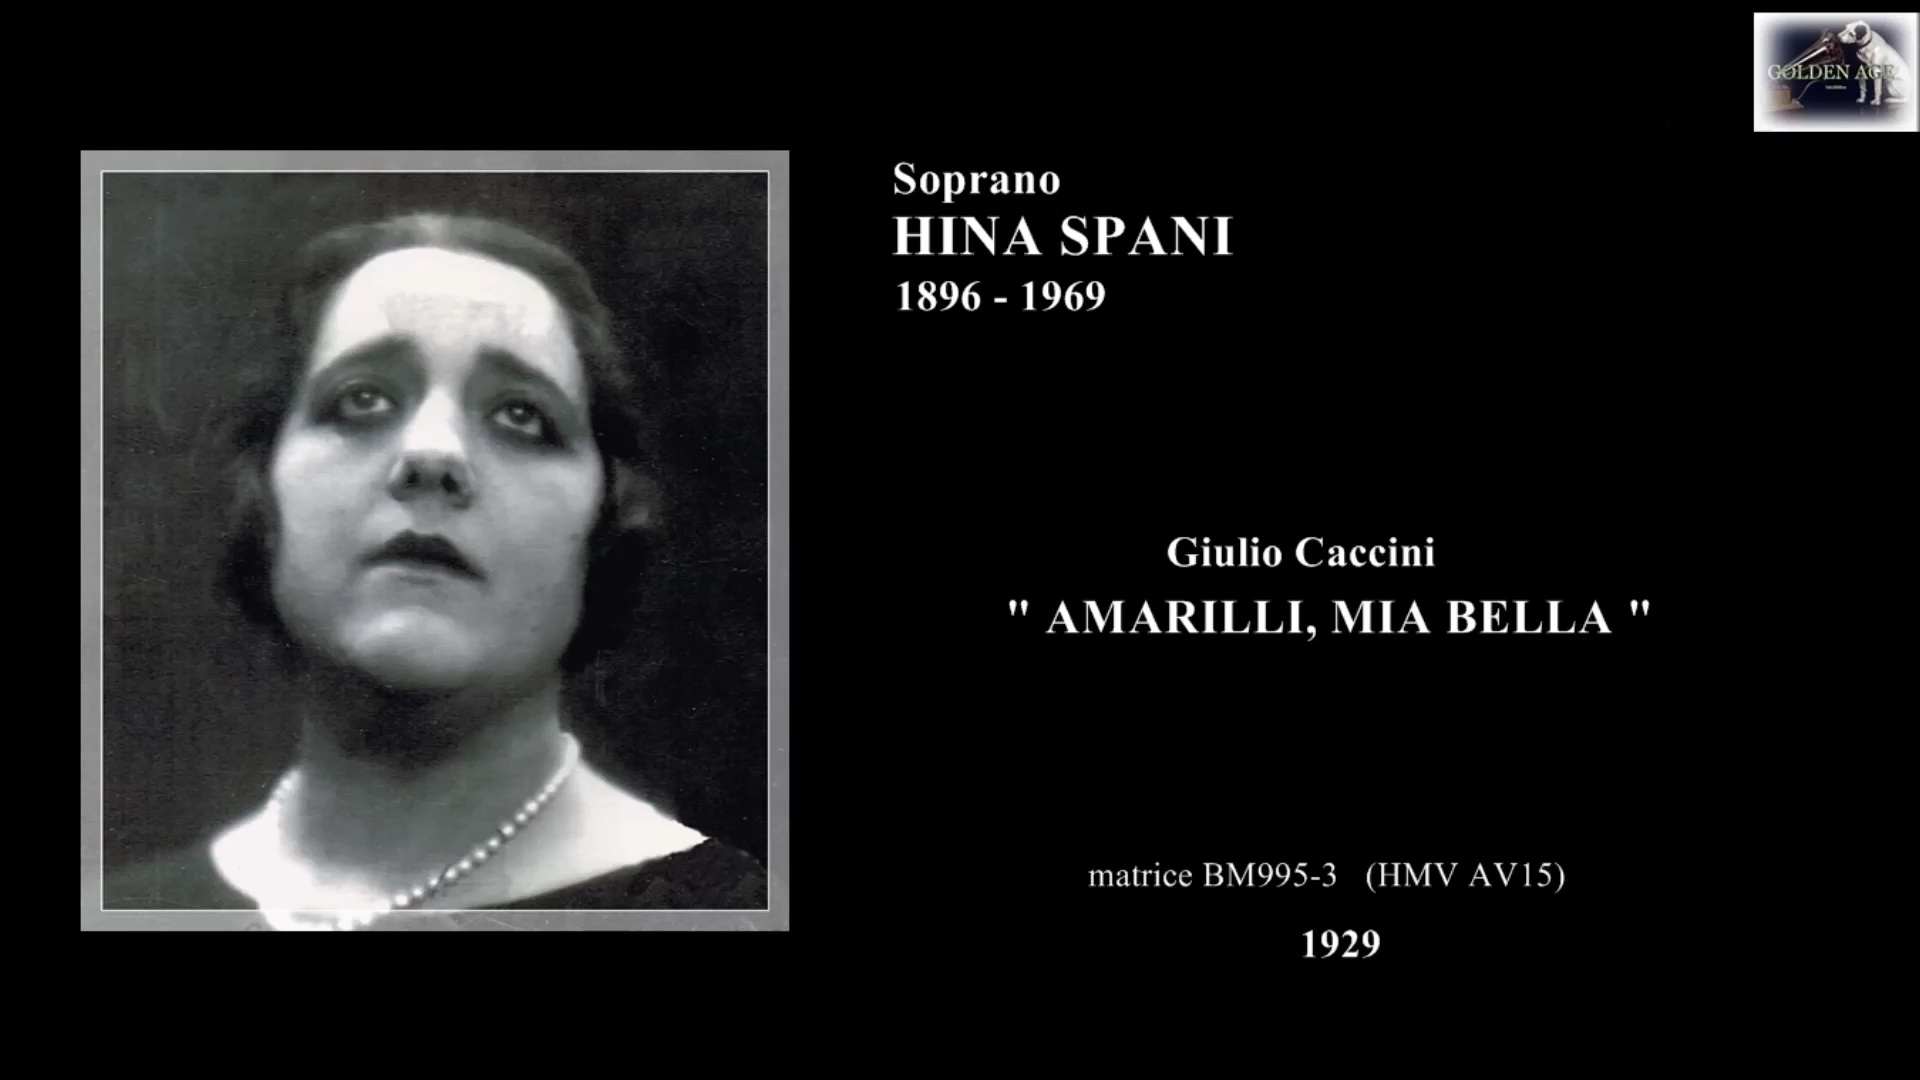 GOLDEN AGE
Soprano
HINA SPANI
1896 - 1969
Giulio Caccini
" AMARILLI, MIA BELLA "
matrice BM995-3 (HMV AV15)
1929